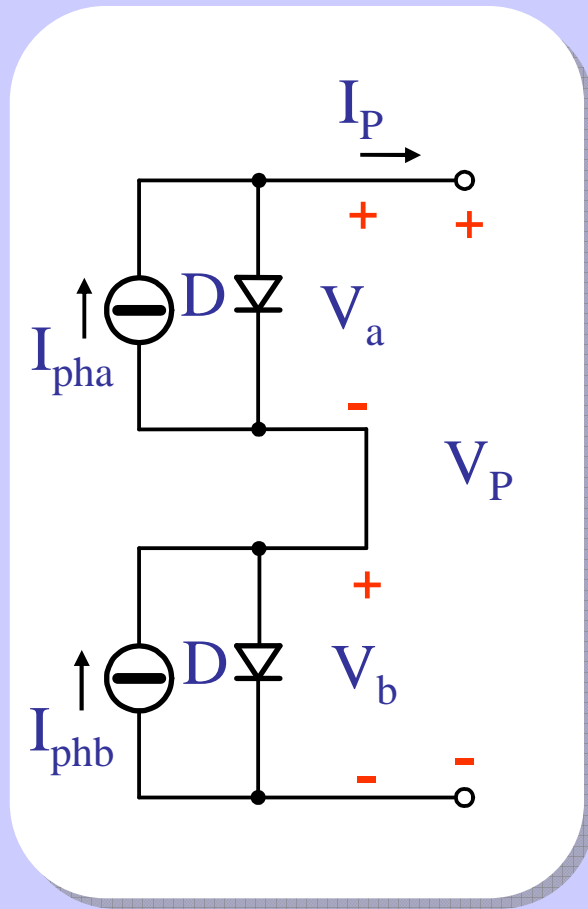 I_P
+ +
D V_a
I_pha
-
V_P
+
D V_b
I_phb
- -